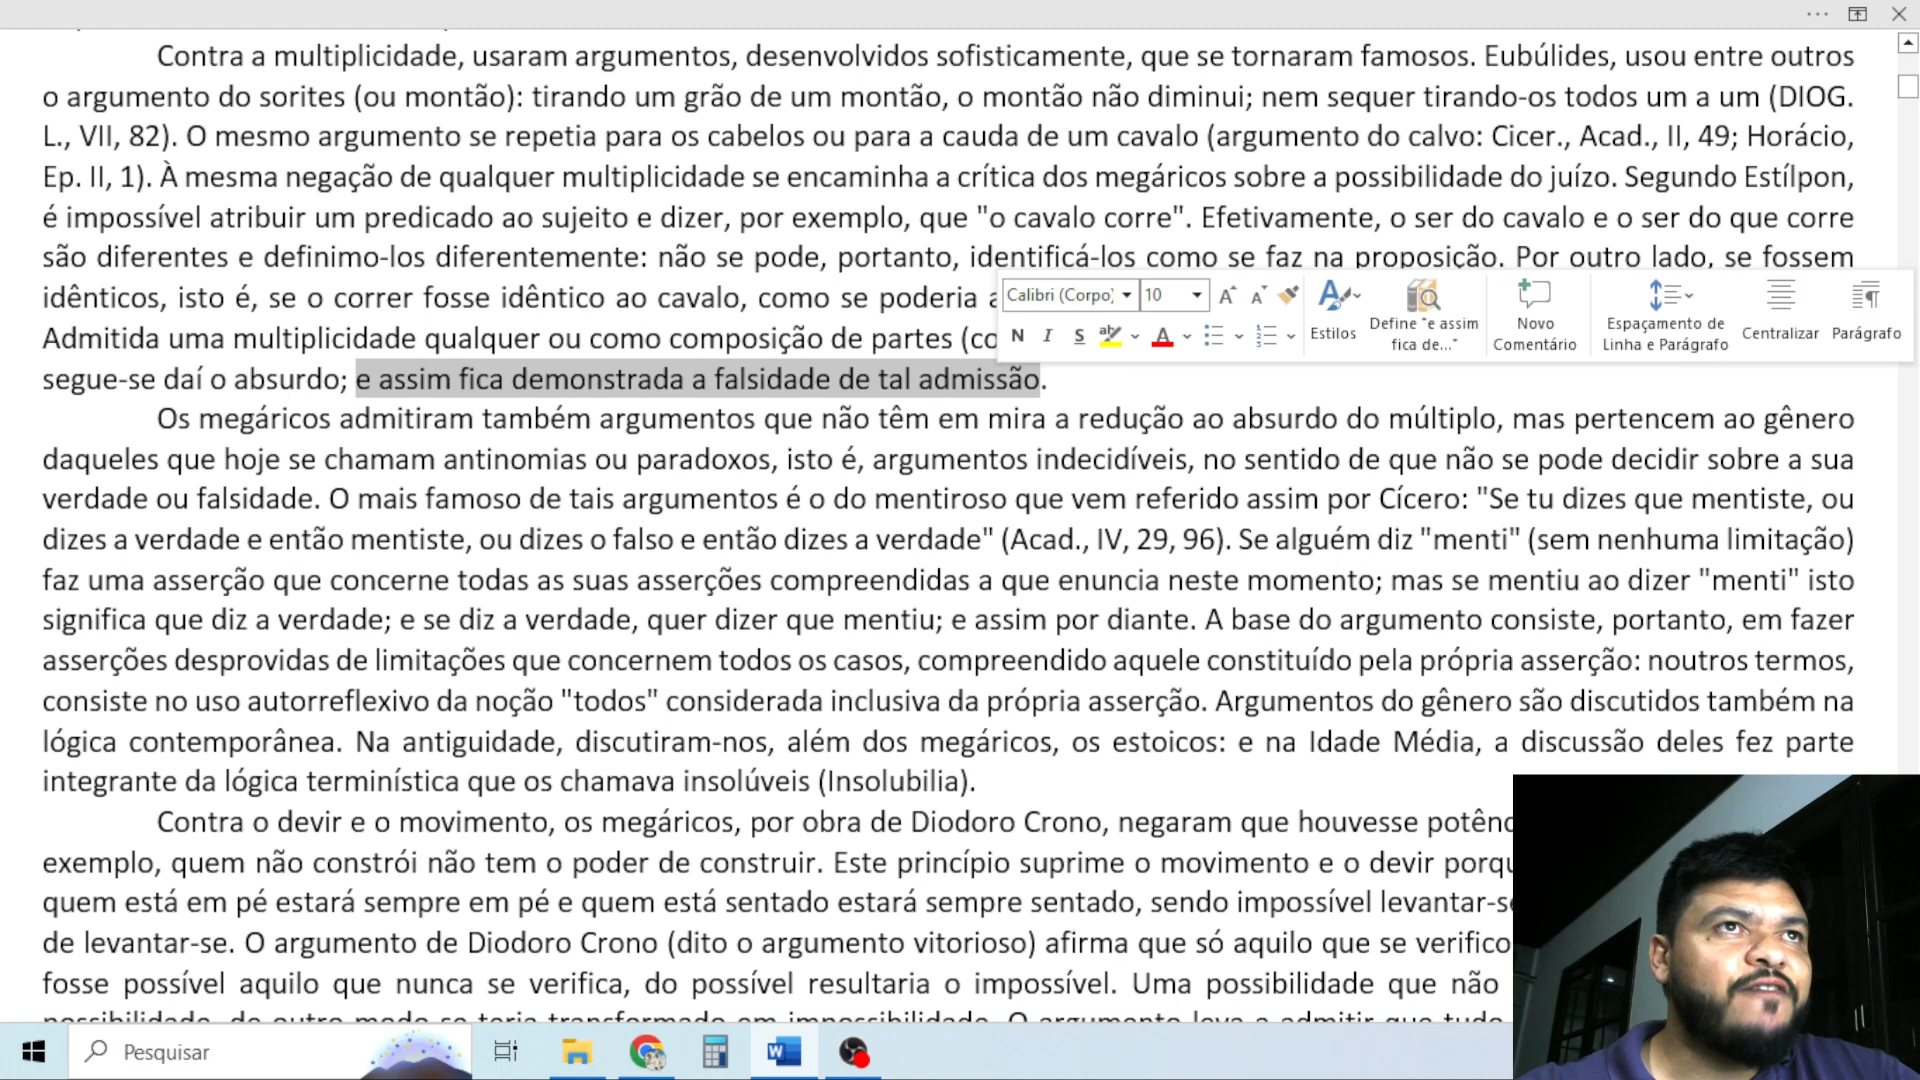 Contra a multiplicidade, usaram argumentos, desenvolvidos sofisticamente, que se tornaram famosos. Eubúlides, usou entre outros
o argumento do sorites (ou montão): tirando um grão de um montão, o montão não diminui; nem sequer tirando-os todos um a um (DIOG.
L., VII, 82). O mesmo argumento se repetia para os cabelos ou para a cauda de um cavalo (argumento do calvo: Cicer., Acad., II, 49; Horácio,
Ep. II, 1). À mesma negação de qualquer multiplicidade se encaminha a crítica dos megáricos sobre a possibilidade do juízo. Segundo Estílpon,
é impossível atribuir um predicado ao sujeito e dizer, por exemplo, que "o cavalo corre". Efetivamente, o ser do cavalo e o ser do que corre
são diferentes e definimo-los diferentemente: não se pode, portanto, identificá-los como se faz na proposição. Por outro lado, se fossem
idênticos, isto é, se o correr fosse idêntico ao cavalo, como se poderia
Calibri (Corpo) 10
Admitida uma multiplicidade qualquer ou como composição de partes
N I S
Estilos
Define "e assim
fica de..."
Novo
Comentário
Espaçamento de
Linha e Parágrafo
Centralizar
Parágrafo
segue-se daí o absurdo; e assim fica demonstrada a falsidade de tal admissão.
Os megáricos admitiram também argumentos que não têm em mira a redução ao absurdo do múltiplo, mas pertencem ao gênero
daqueles que hoje se chamam antinomias ou paradoxos, isto é, argumentos indecidíveis, no sentido de que não se pode decidir sobre a sua
verdade ou falsidade. O mais famoso de tais argumentos é o do mentiroso que vem referido assim por Cícero: "Se tu dizes que mentiste, ou
dizes a verdade e então mentiste, ou dizes o falso e então dizes a verdade" (Acad., IV, 29, 96). Se alguém diz "menti" (sem nenhuma limitação)
faz uma asserção que concerne todas as suas asserções compreendidas a que enuncia neste momento; mas se mentiu ao dizer "menti" isto
significa que diz a verdade; e se diz a verdade, quer dizer que mentiu; e assim por diante. A base do argumento consiste, portanto, em fazer
asserções desprovidas de limitações que concernem todos os casos, compreendido aquele constituído pela própria asserção: noutros termos,
consiste no uso autorreflexivo da noção "todos" considerada inclusiva da própria asserção. Argumentos do gênero são discutidos também na
lógica contemporânea. Na antiguidade, discutiram-nos, além dos megáricos, os estoicos: e na Idade Média, a discussão deles fez parte
integrante da lógica terminística que os chamava insolúveis (Insolubilia).
Contra o devir e o movimento, os megáricos, por obra de Diodoro Crono, negaram que houvesse
exemplo, quem não constrói não tem o poder de construir. Este princípio suprime o movimento e o devir
quem está em pé estará sempre em pé e quem está sentado estará sempre sentado, sendo impossível
de levantar-se. O argumento de Diodoro Crono (dito o argumento vitorioso) afirma que só aquilo que se
fosse possível aquilo que nunca se verifica, do possível resultaria o impossível. Uma possibilidade que não
Pesquisar